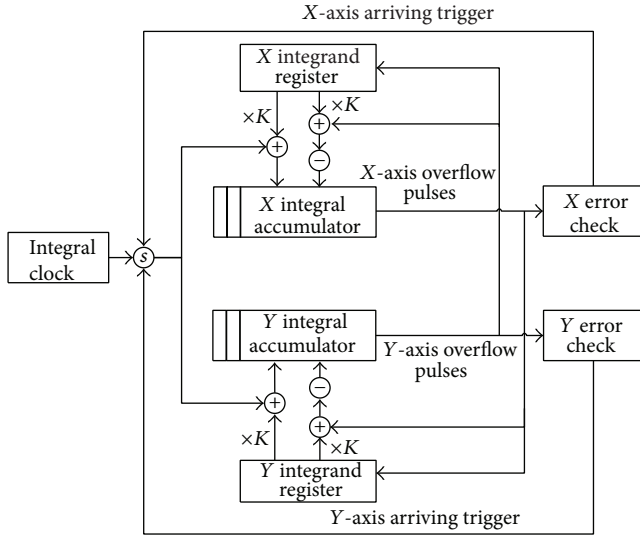 X-axis arriving trigger
X integrand
register
×K
×K
+
+
−
X-axis overflow
pulses
X integral
accumulator
X error
check
Integral
clock
s
Y integral
accumulator
Y error
check
Y-axis overflow
pulses
−
+
+
×K
×K
Y integrand
register
Y-axis arriving trigger